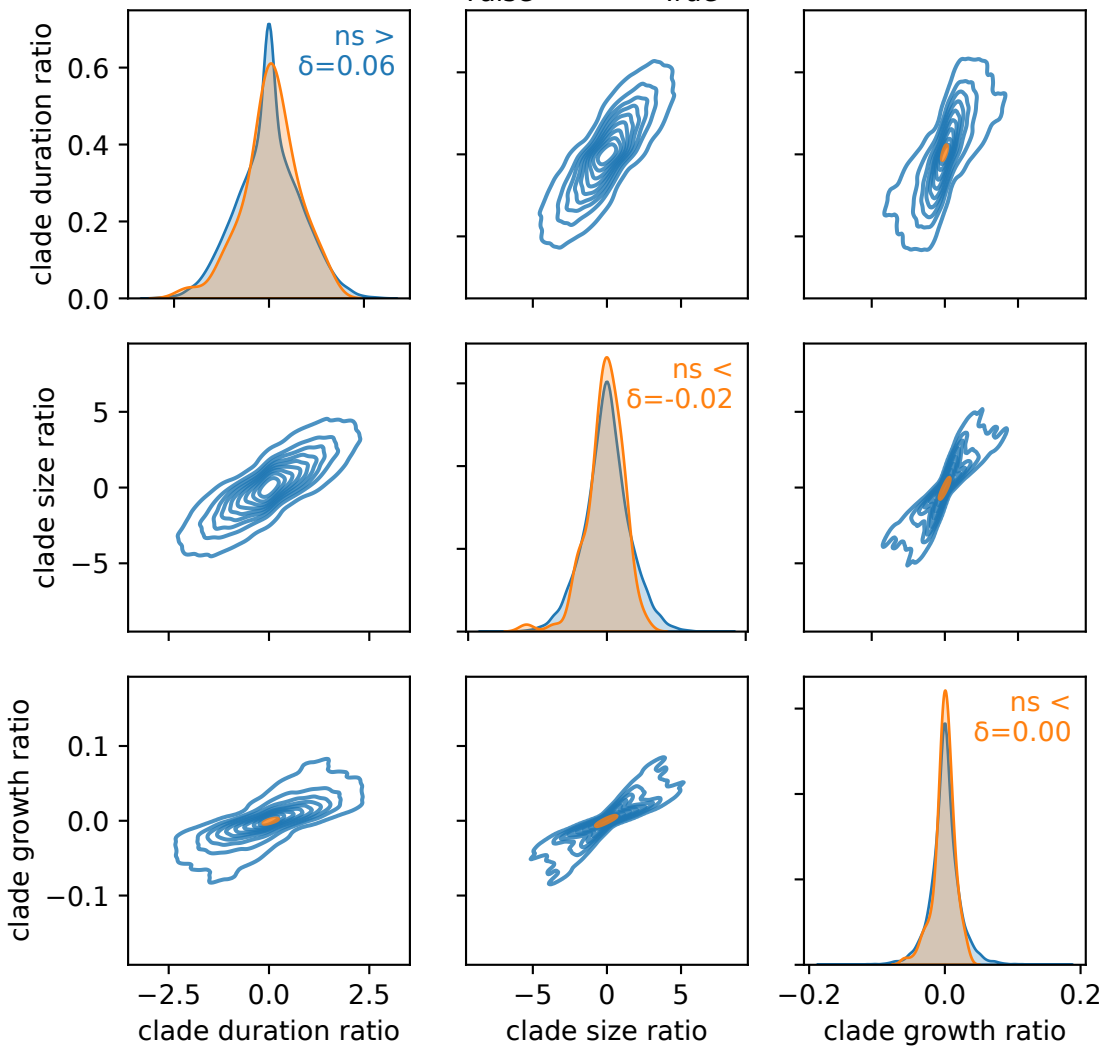 clade duration ratio
0.6
0.4
0.2
0.0
ns >
δ=0.06
clade size ratio
5
0
−5
ns <
δ=-0.02
clade growth ratio
0.1
0.0
−0.1
ns <
δ=0.00
−2.5 0.0 2.5
clade duration ratio
−5 0 5
clade size ratio
−0.2 0.0 0.2
clade growth ratio